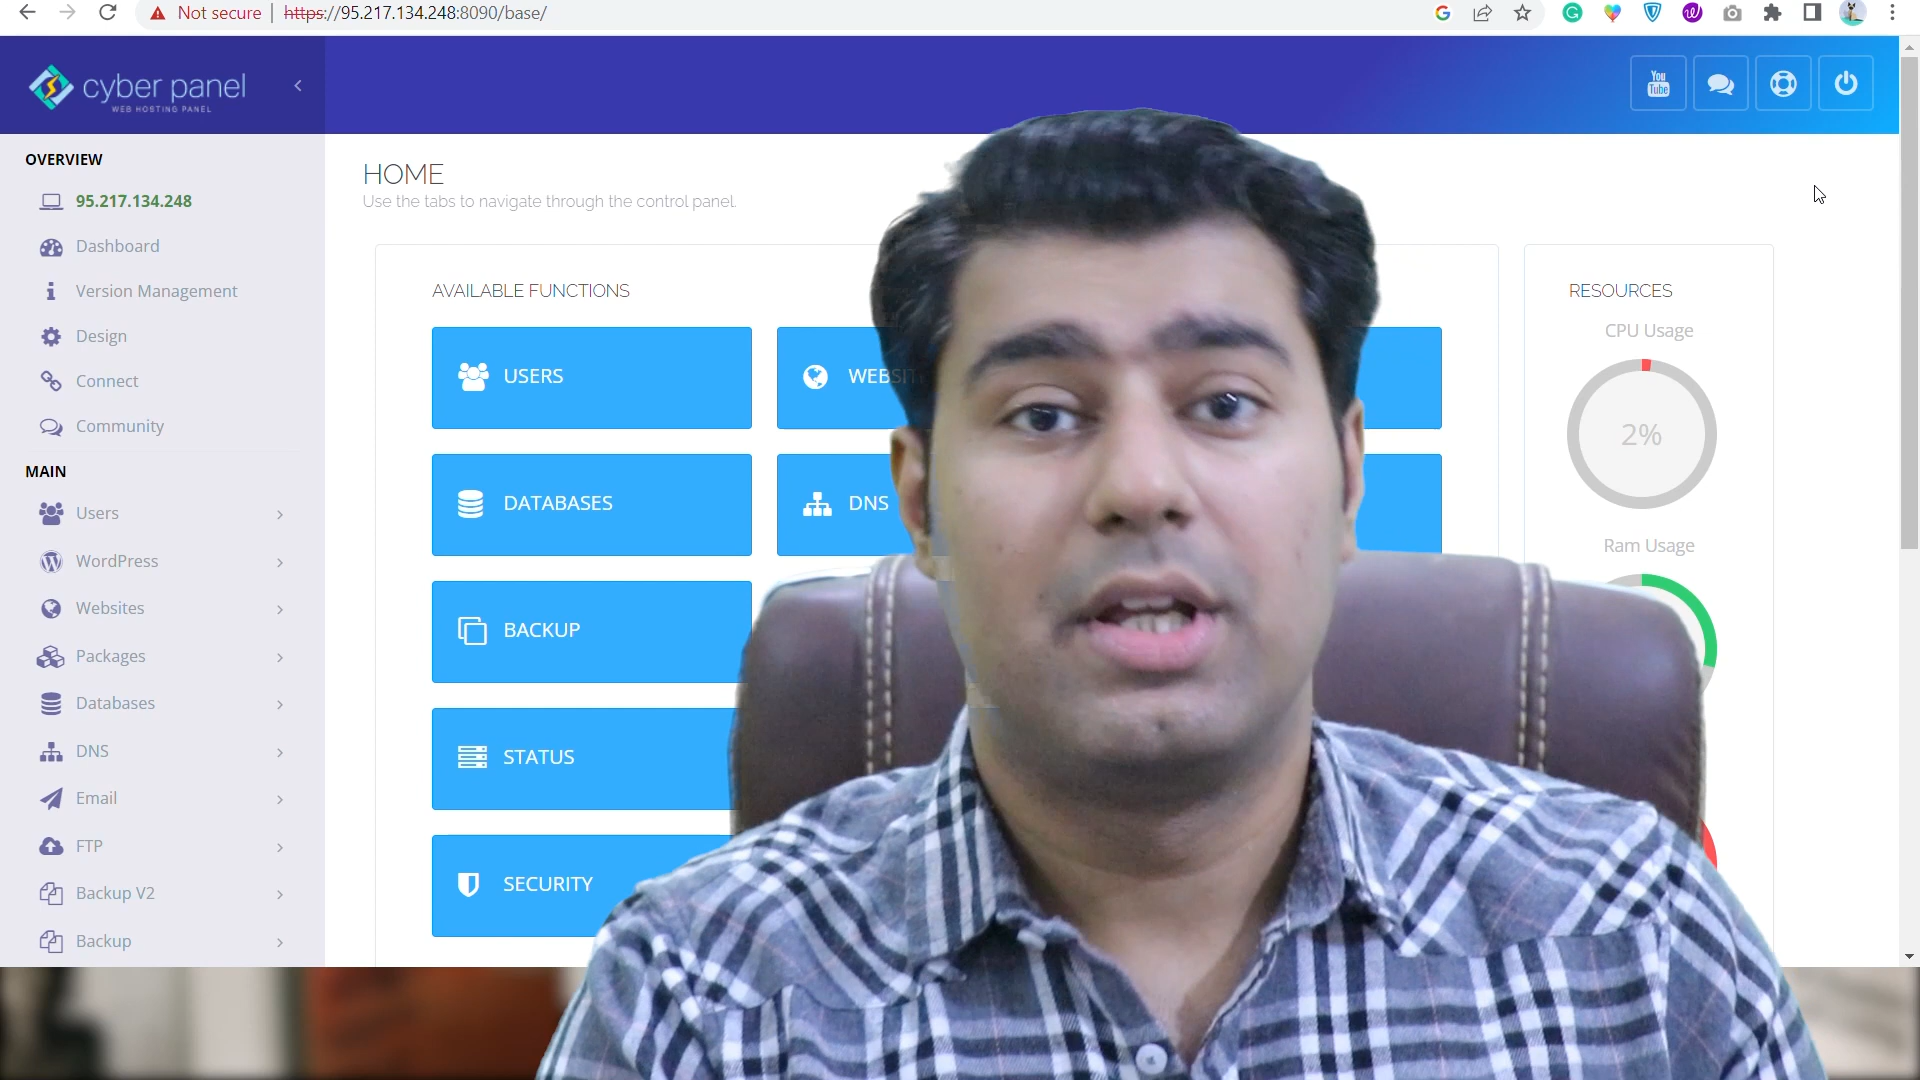 Not secure | https://95.217.134.248:8090/base/
cyber panel
WEB HOSTING PANEL
You
Tube
OVERVIEW
95.217.134.248
Dashboard
Version Management
Design
Connect
Community
MAIN
Users
WordPress
Websites
Packages
Databases
DNS
Email
FTP
Backup V2
Backup
HOME
Use the tabs to navigate through the control panel.
AVAILABLE FUNCTIONS
USERS
WEBSIT
DATABASES
DNS
BACKUP
STATUS
SECURITY
RESOURCES
CPU Usage
2%
Ram Usage